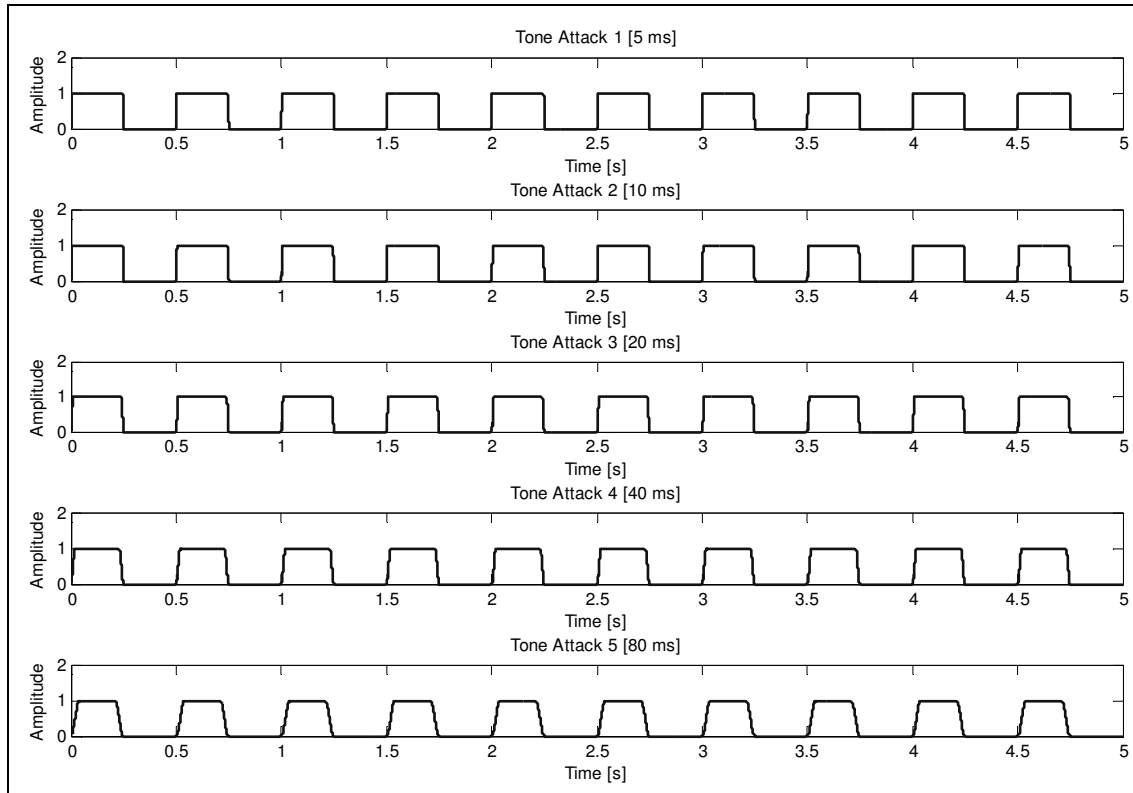 Tone Attack 1 [5 ms]
Amplitude
2
1
0
0 0.5 1 1.5 2 2.5 3 3.5 4 4.5 5
Time [s]
Tone Attack 2 [10 ms]
Amplitude
2
1
0
0 0.5 1 1.5 2 2.5 3 3.5 4 4.5 5
Time [s]
Tone Attack 3 [20 ms]
Amplitude
2
1
0
0 0.5 1 1.5 2 2.5 3 3.5 4 4.5 5
Time [s]
Tone Attack 4 [40 ms]
Amplitude
2
1
0
0 0.5 1 1.5 2 2.5 3 3.5 4 4.5 5
Time [s]
Tone Attack 5 [80 ms]
Amplitude
2
1
0
0 0.5 1 1.5 2 2.5 3 3.5 4 4.5 5
Time [s]